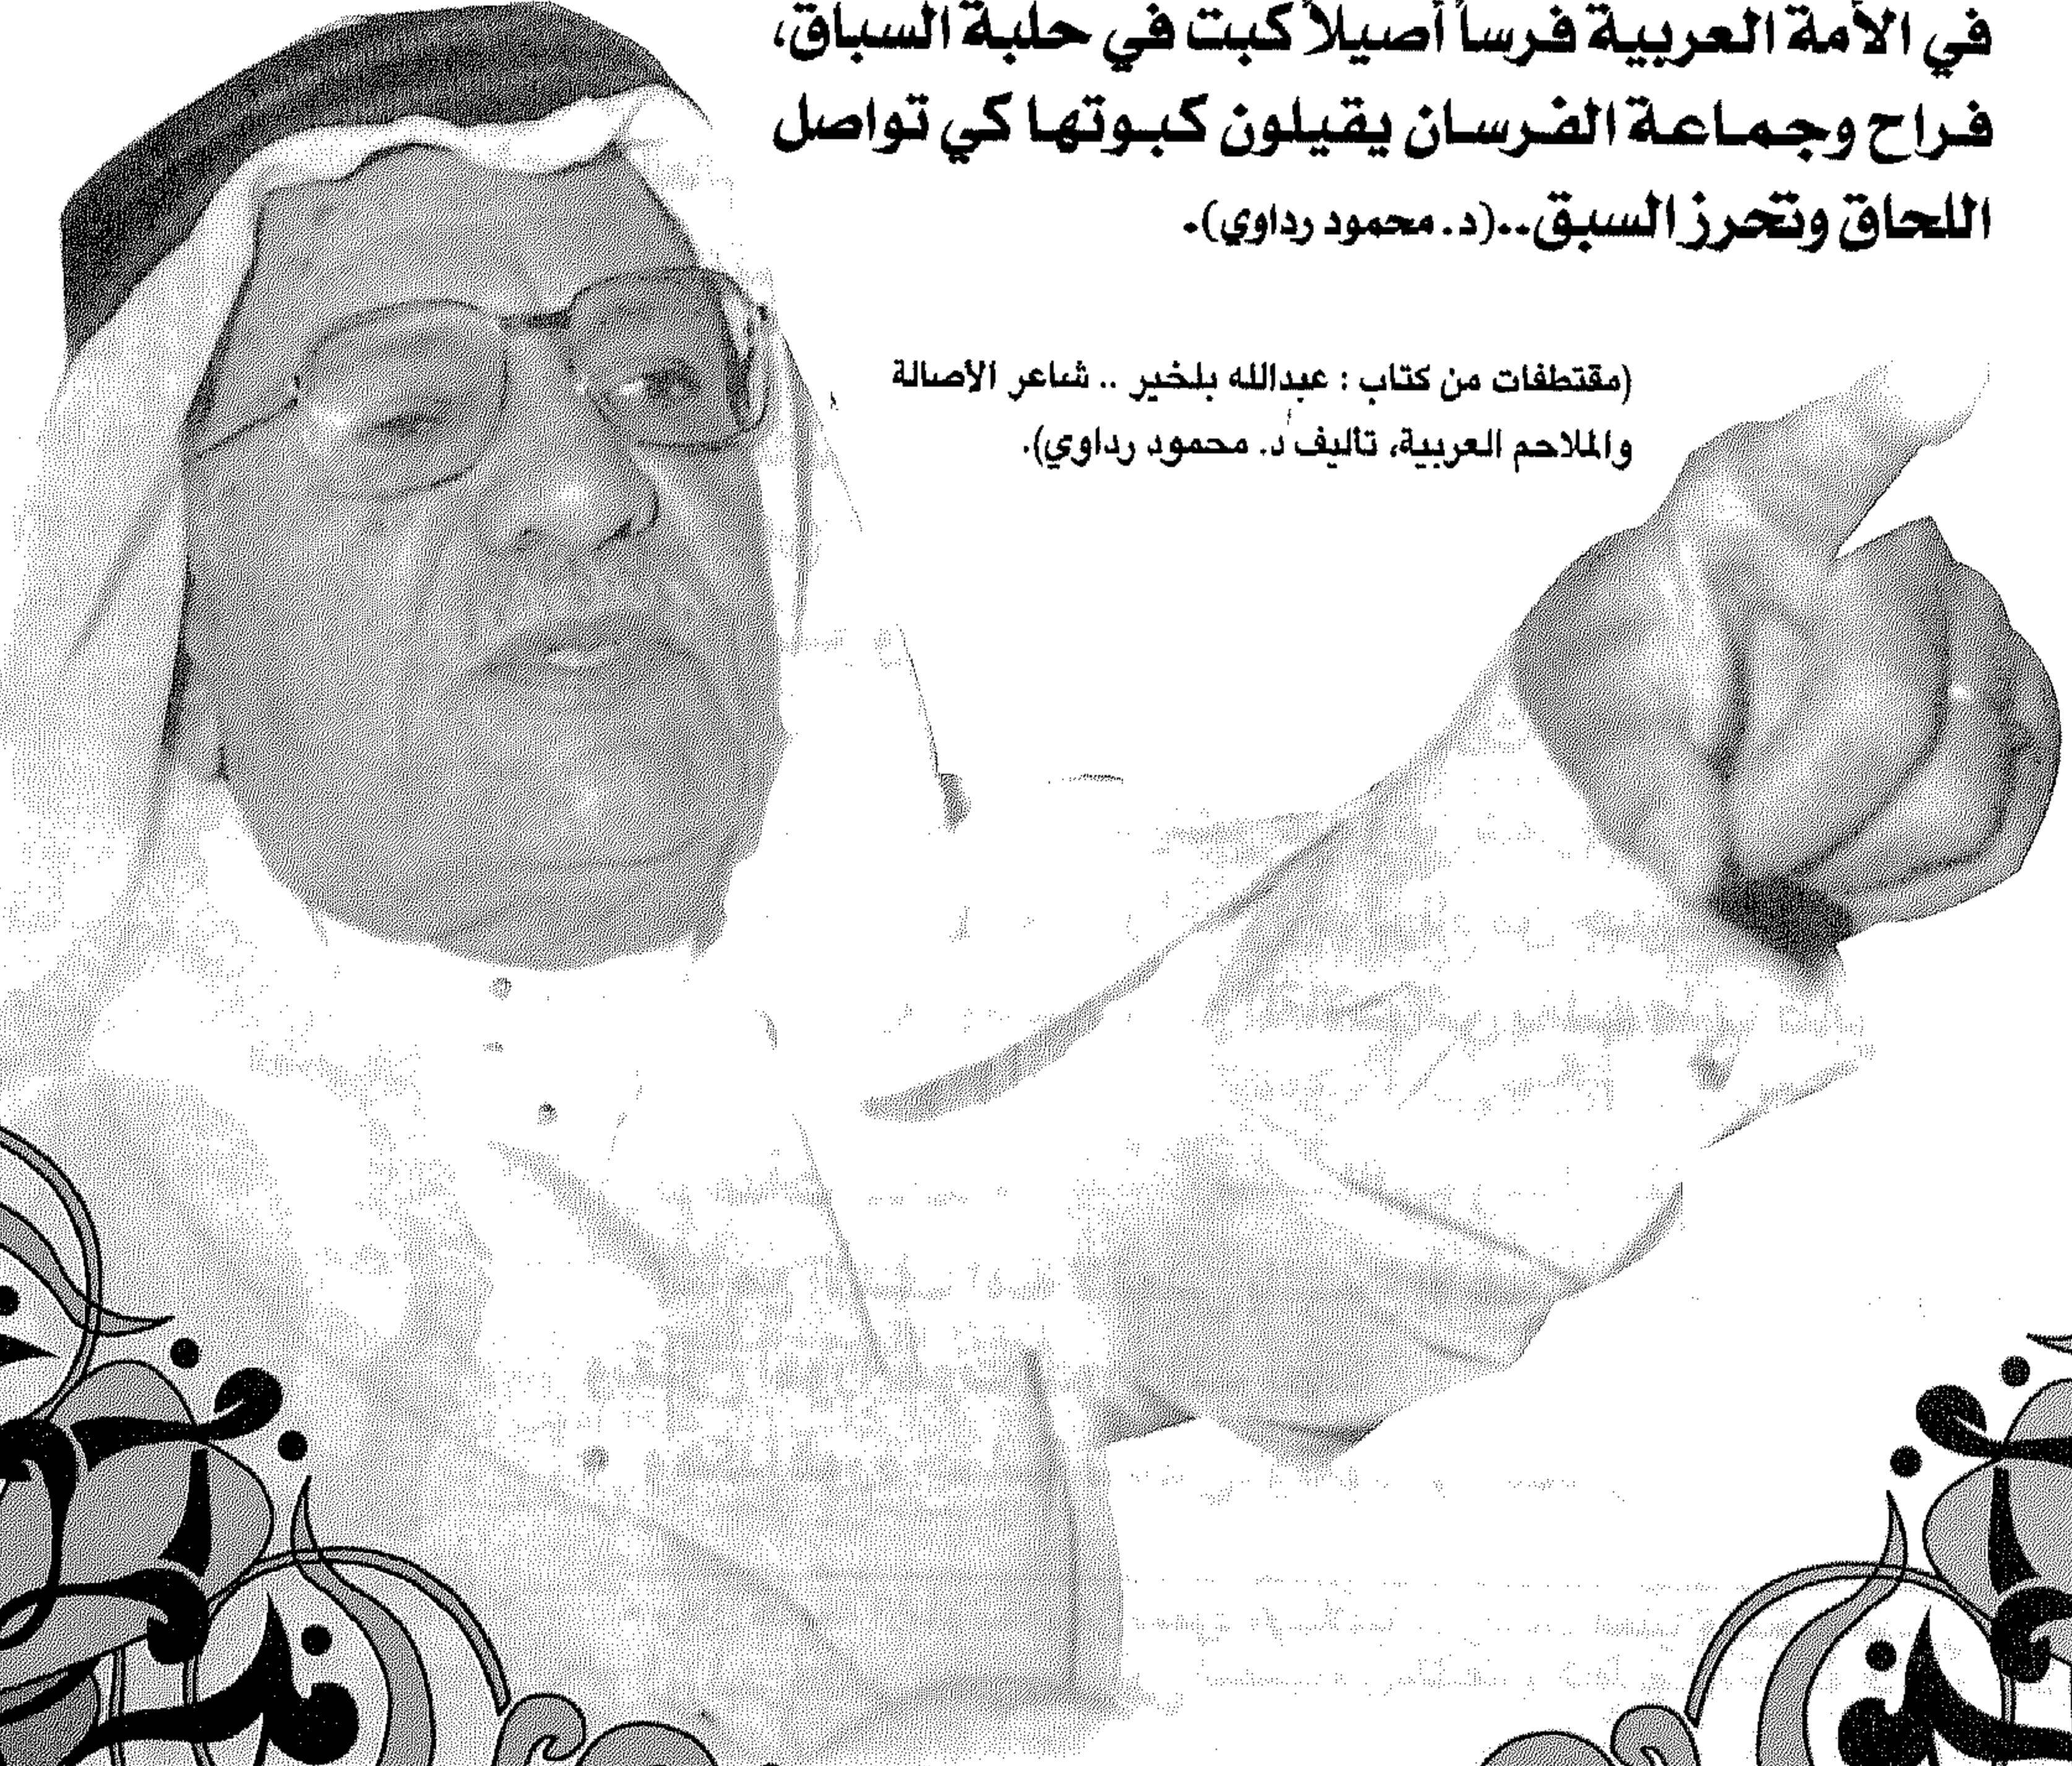 في الأمة العربية فرساً أصيلاً كبت في حلبة السباق،
فراح وجماعة الفرسان يقيلون كبوتها كي تواصل
اللحاق وتحرز السبق..(د. محمود رداوي).
(مقتطفات من كتاب : عبدالله بلخير .. شاعر الأصالة
والملاحم العربية، تأليف د. محمود رداوي).